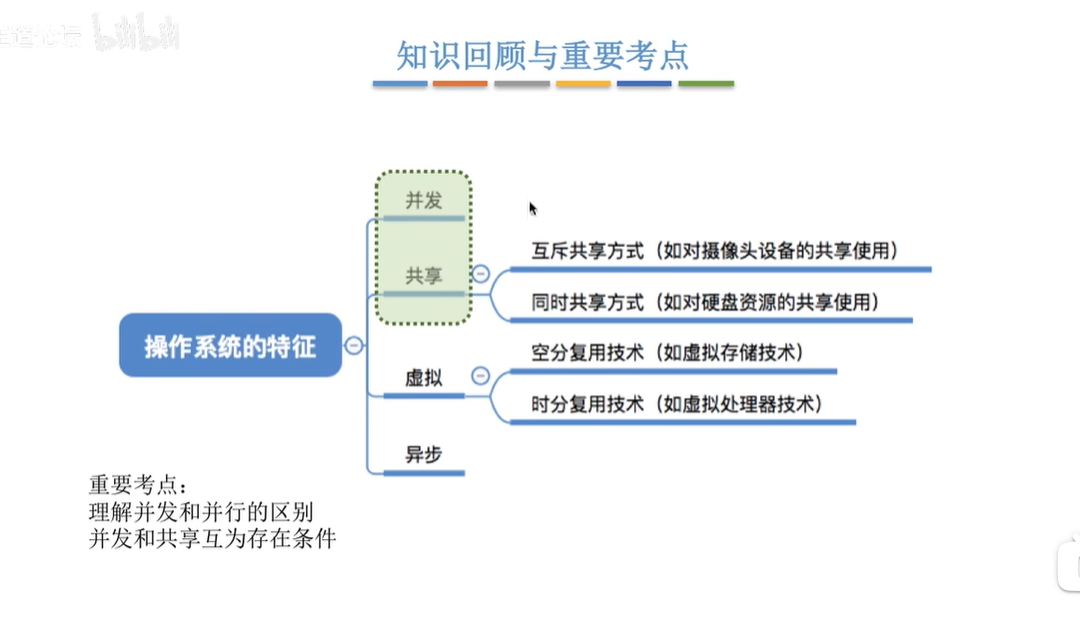 bilibili
知识回顾与重要考点
并发
共享
互斥共享方式（如对摄像头设备的共享使用）
同时共享方式（如对硬盘资源的共享使用）
操作系统的特征
虚拟
空分复用技术（如虚拟存储技术）
时分复用技术（如虚拟处理器技术）
异步
重要考点：
理解并发和并行的区别
并发和共享互为存在条件